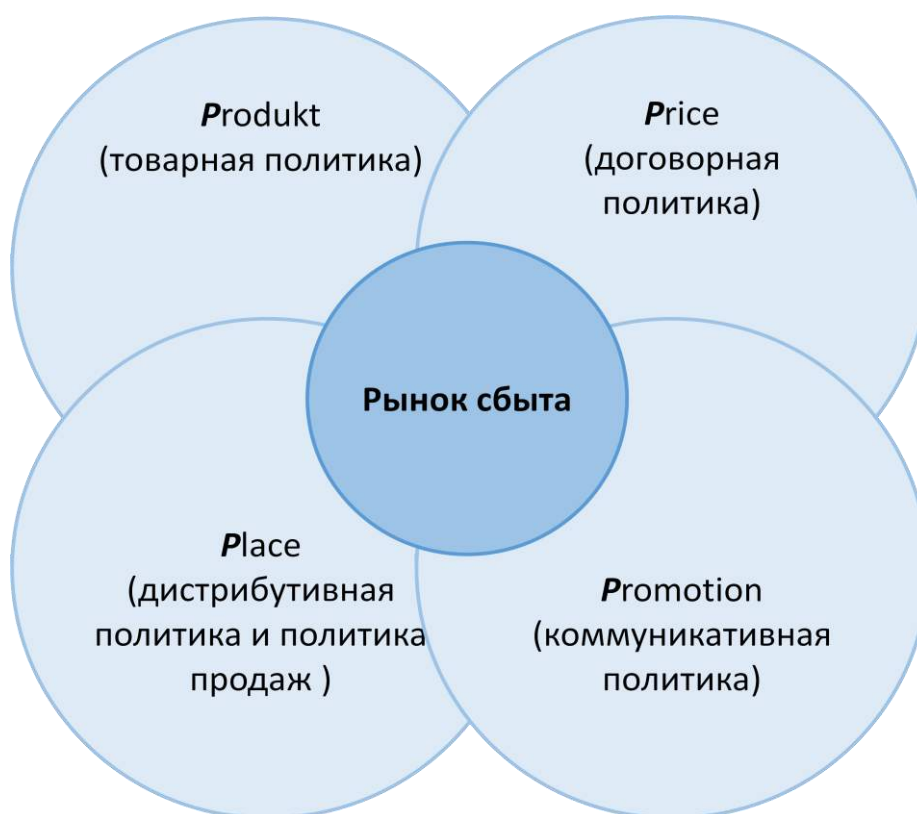 Produkt
(товарная политика)
Price
(договорная
политика)
Рынок сбыта
Place
(дистрибутивная
политика и политика
продаж )
Promotion
(коммуникативная
политика)